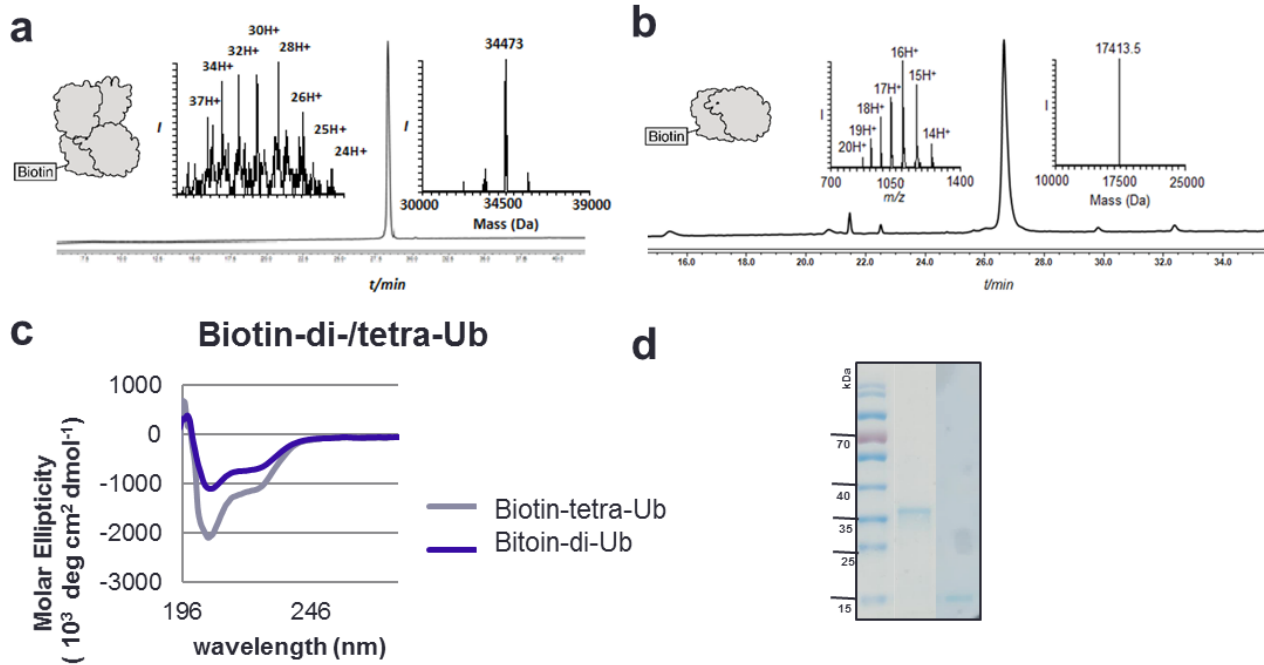 a
30H+
32H+
28H+
34H+
37H+
26H+
25H+
24H+
I
Biotin
34473
I
30000 34500 39000
Mass (Da)
t/min
b
16H+
15H+
17H+
18H+
19H+
20H+
14H+
I
Biotin
700 1050 1400
m/z
17413.5
I
10000 17500 25000
Mass (Da)
16.0 18.0 20.0 22.0 24.0 26.0 28.0 30.0 32.0 34.0
t/min
c
Biotin-di-/tetra-Ub
Molar Ellipticity
( 10³ deg cm² dmol⁻¹)
1000
0
-1000
-2000
-3000
196 246
wavelength (nm)
Biotin-tetra-Ub
Bitoin-di-Ub
d
kDa
70
40
35
25
15